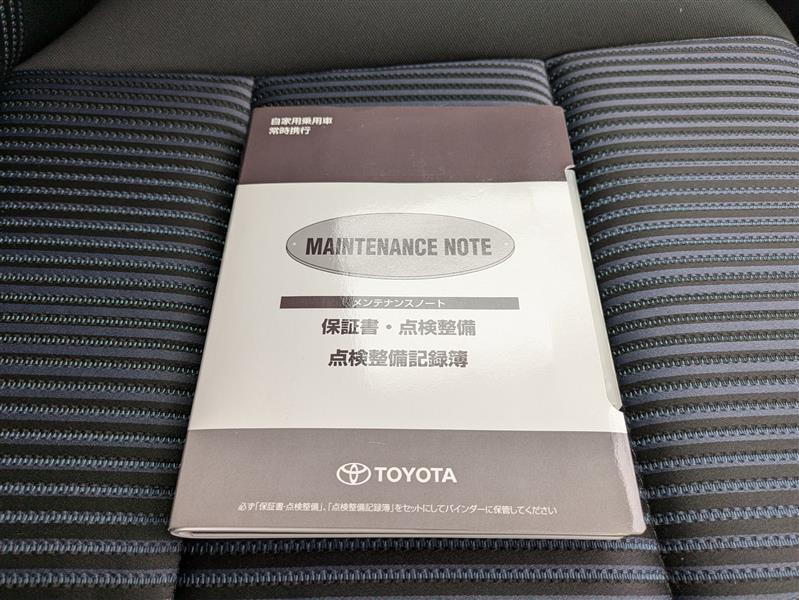 自家用乗用車
常時携行
MAINTENANCE NOTE
メンテナンスノート
保証書・点検整備
点検整備記録簿
TOYOTA
必ず「保証書・点検整備」、「点検整備記録簿」をセットにしてバインダーに保管してください